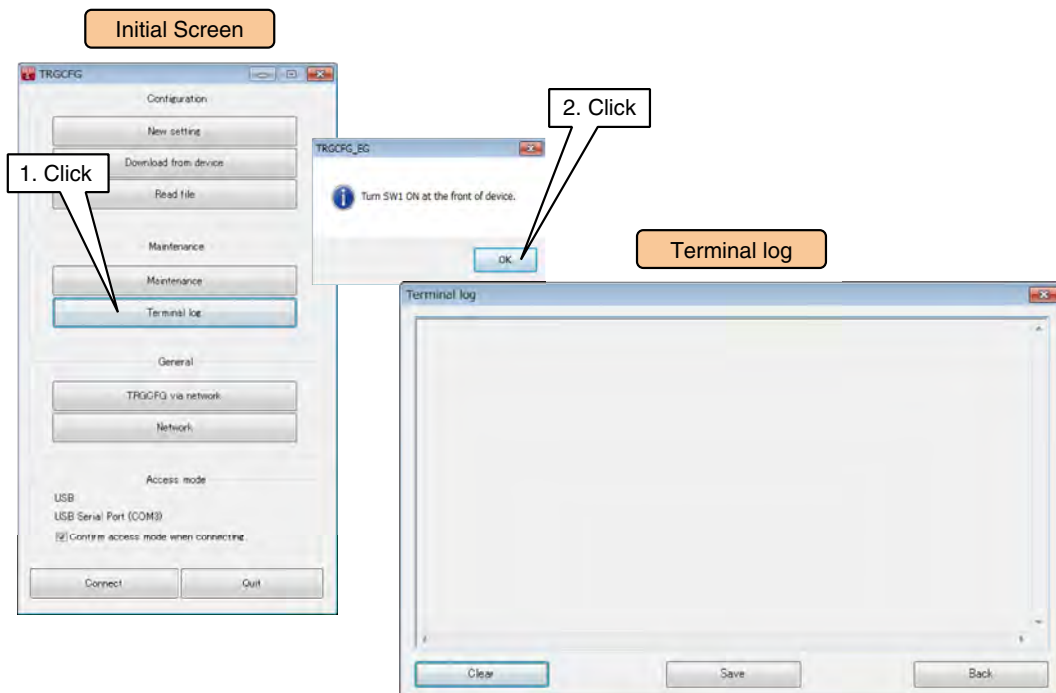 Initial Screen
TRGCFG
Configuration
New setting
Download from device
Read file
1. Click
Maintenance
Maintenance
Terminal log
General
TRGCFG via network
Network
Access mode
USB
USB Serial Port (COM3)
Confirm access mode when connecting.
Connect
Quit
2. Click
TRGCFG_EG
Turn SW1 ON at the front of device.
OK
Terminal log
Terminal log
Clear
Save
Back